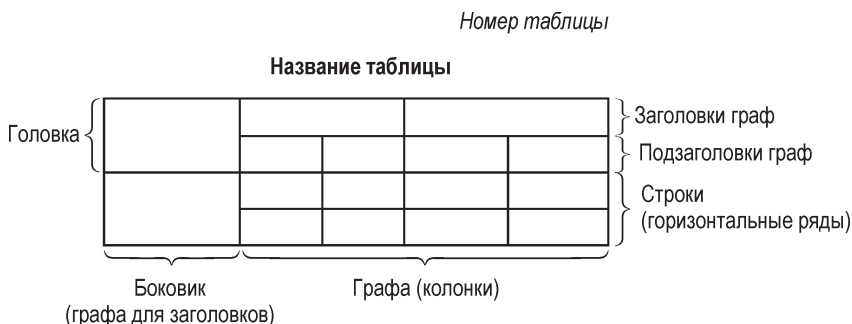 Номер таблицы
Название таблицы
Головка
Заголовки граф
Подзаголовки граф
Строки
(горизонтальные ряды)
Боковик
(графа для заголовков)
Графа (колонки)